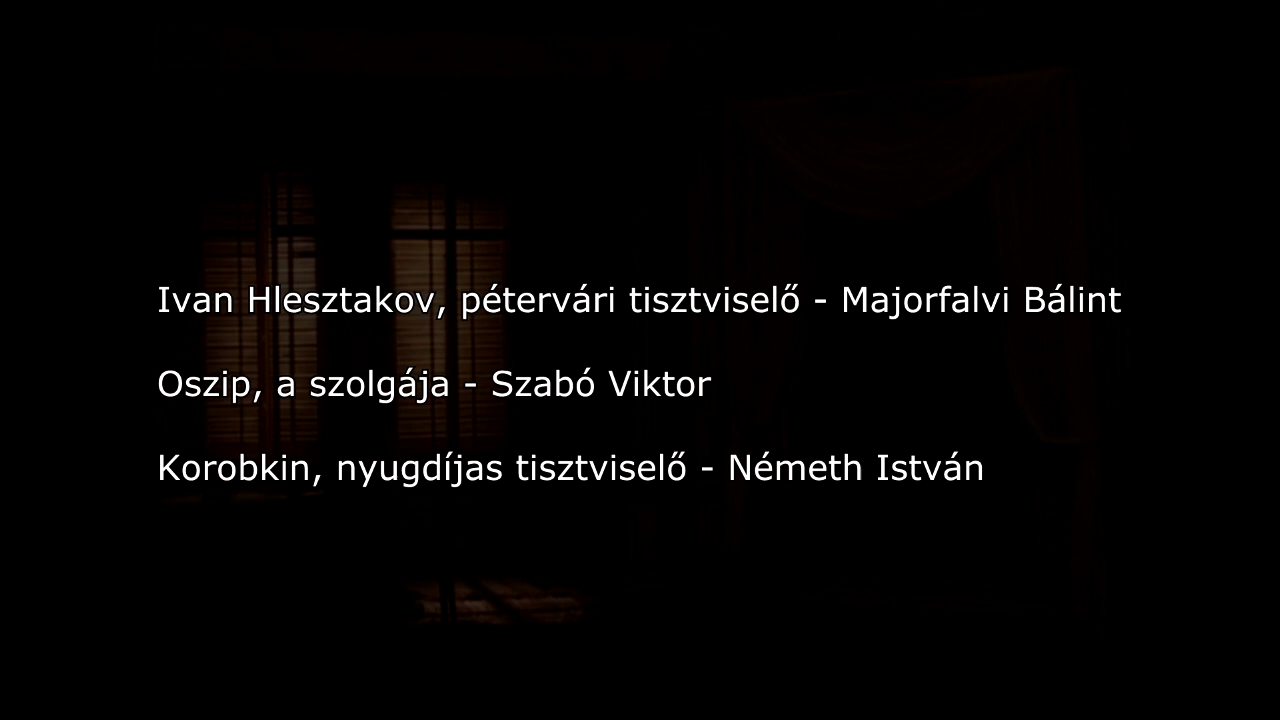 Ivan Hlesztakov, pétervári tisztviselő - Majorfalvi Bálint
Oszip, a szolgája - Szabó Viktor
Korobkin, nyugdíjas tisztviselő - Németh István